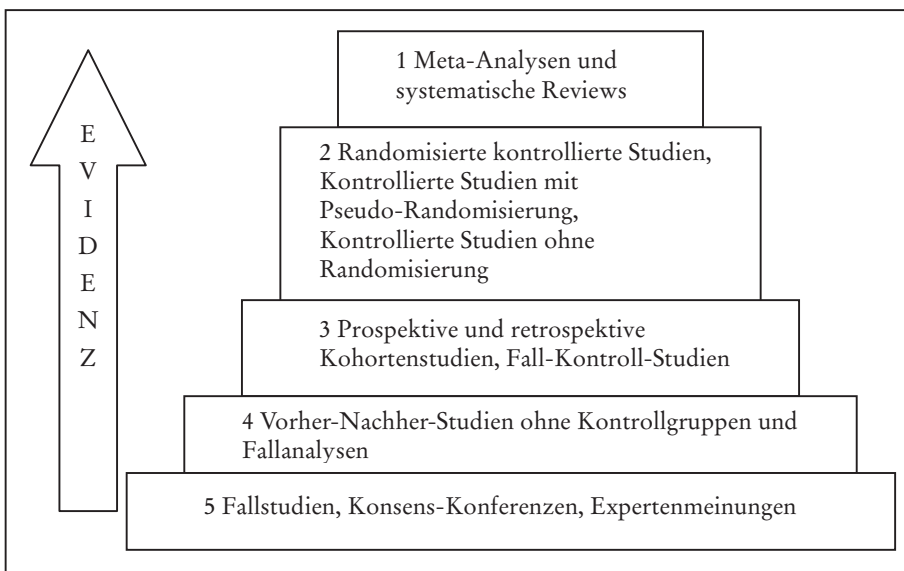 1 Meta-Analysen und
systematische Reviews
E
V
I
D
E
N
Z
2 Randomisierte kontrollierte Studien,
Kontrollierte Studien mit
Pseudo-Randomisierung,
Kontrollierte Studien ohne
Randomisierung
3 Prospektive und retrospektive
Kohortenstudien, Fall-Kontroll-Studien
4 Vorher-Nachher-Studien ohne Kontrollgruppen und
Fallanalysen
5 Fallstudien, Konsens-Konferenzen, Expertenmeinungen